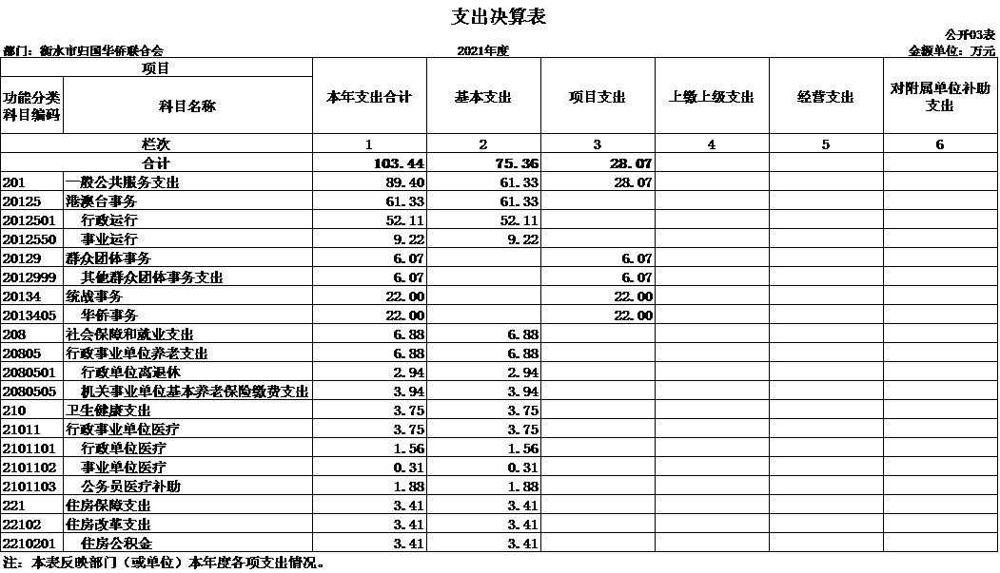 支出决算表
公开03表
部门：衡水市归国华侨联合会 2021年度 金额单位：万元
项目 本年支出合计 基本支出 项目支出 上缴上级支出 经营支出 对附属单位补助支出
功能分类科目编码 科目名称
栏次 1 2 3 4 5 6
合计 103.44 75.36 28.07
201 一般公共服务支出 89.40 61.33 28.07
20125 港澳台事务 61.33 61.33
2012501 行政运行 52.11 52.11
2012550 事业运行 9.22 9.22
20129 群众团体事务 6.07 6.07
2012999 其他群众团体事务支出 6.07 6.07
20134 统战事务 22.00 22.00
2013405 华侨事务 22.00 22.00
208 社会保障和就业支出 6.88 6.88
20805 行政事业单位养老支出 6.88 6.88
2080501 行政单位离退休 2.94 2.94
2080505 机关事业单位基本养老保险缴费支出 3.94 3.94
210 卫生健康支出 3.75 3.75
21011 行政事业单位医疗 3.75 3.75
2101101 行政单位医疗 1.56 1.56
2101102 事业单位医疗 0.31 0.31
2101103 公务员医疗补助 1.88 1.88
221 住房保障支出 3.41 3.41
22102 住房改革支出 3.41 3.41
2210201 住房公积金 3.41 3.41
注：本表反映部门（或单位）本年度各项支出情况。